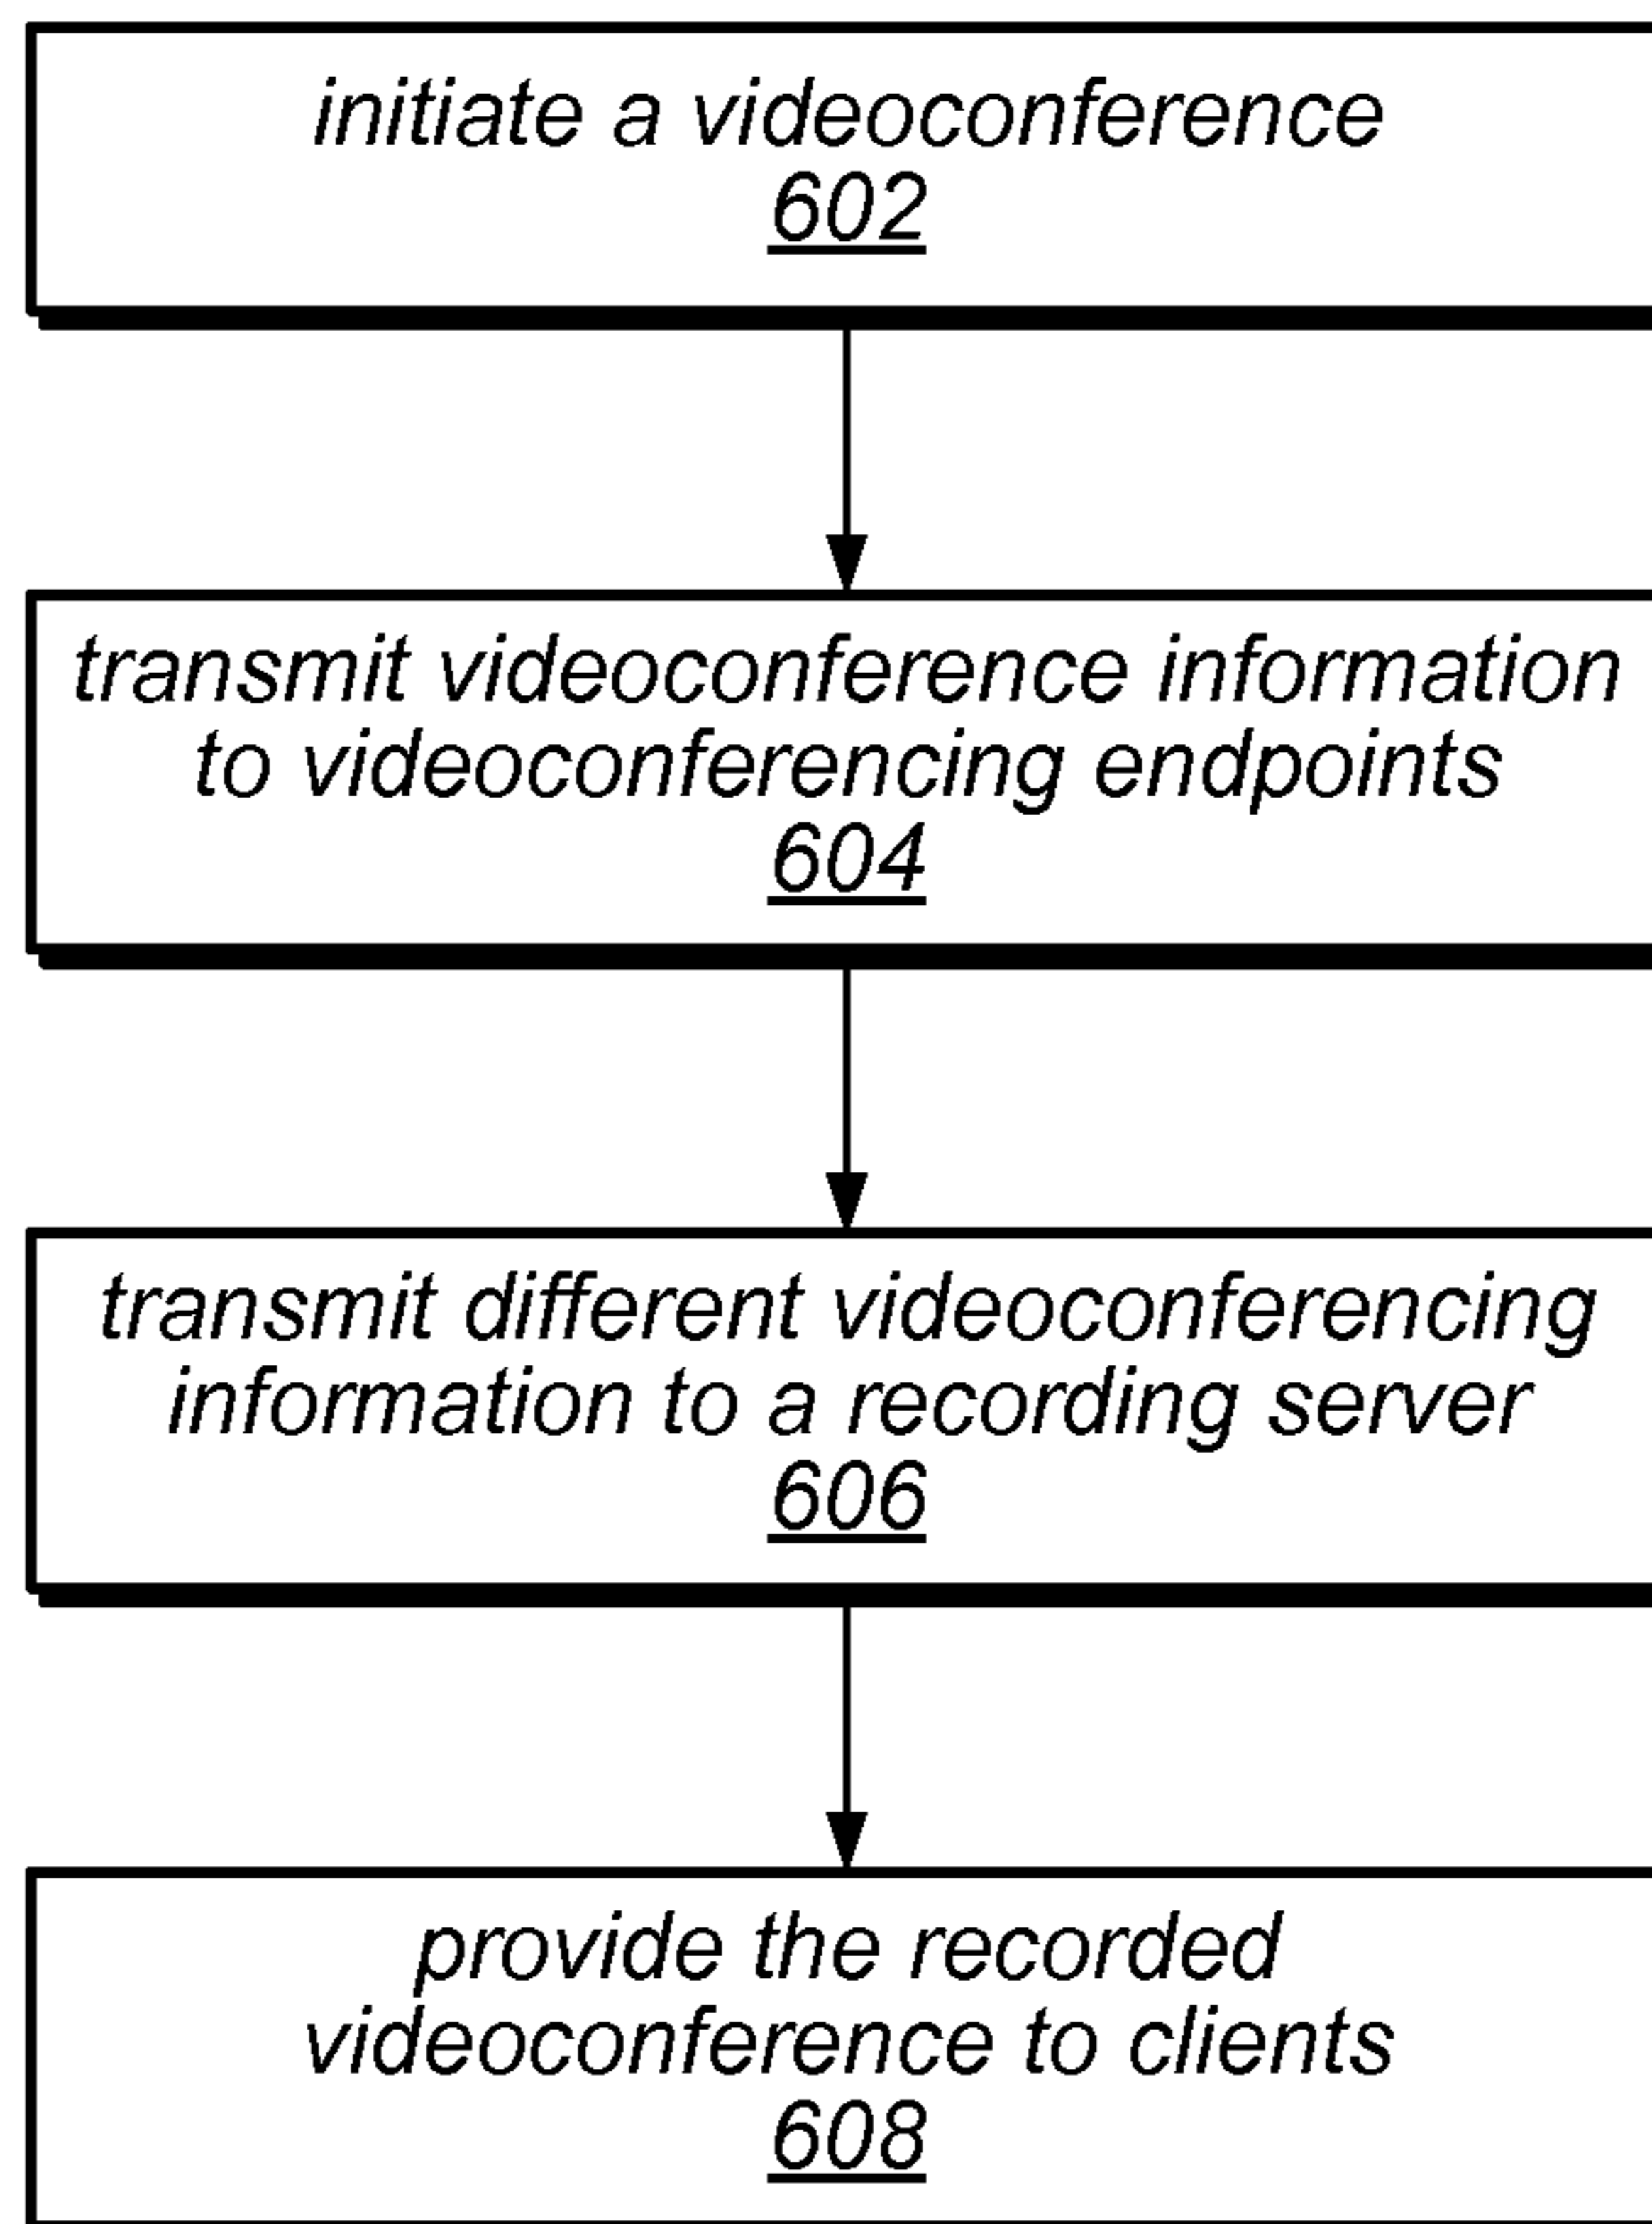 initiate a videoconference
602
transmit videoconference information
to videoconferencing endpoints
604
transmit different videoconferencing
information to a recording server
606
provide the recorded
videoconference to clients
608